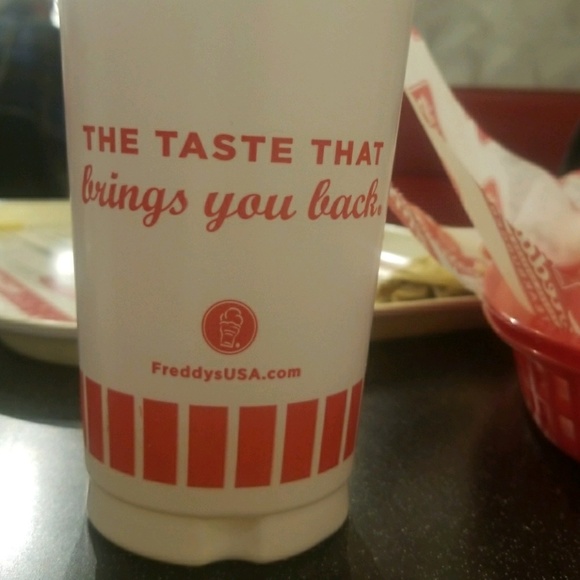 THE TASTE THAT
brings you back.
FreddysUSA.com